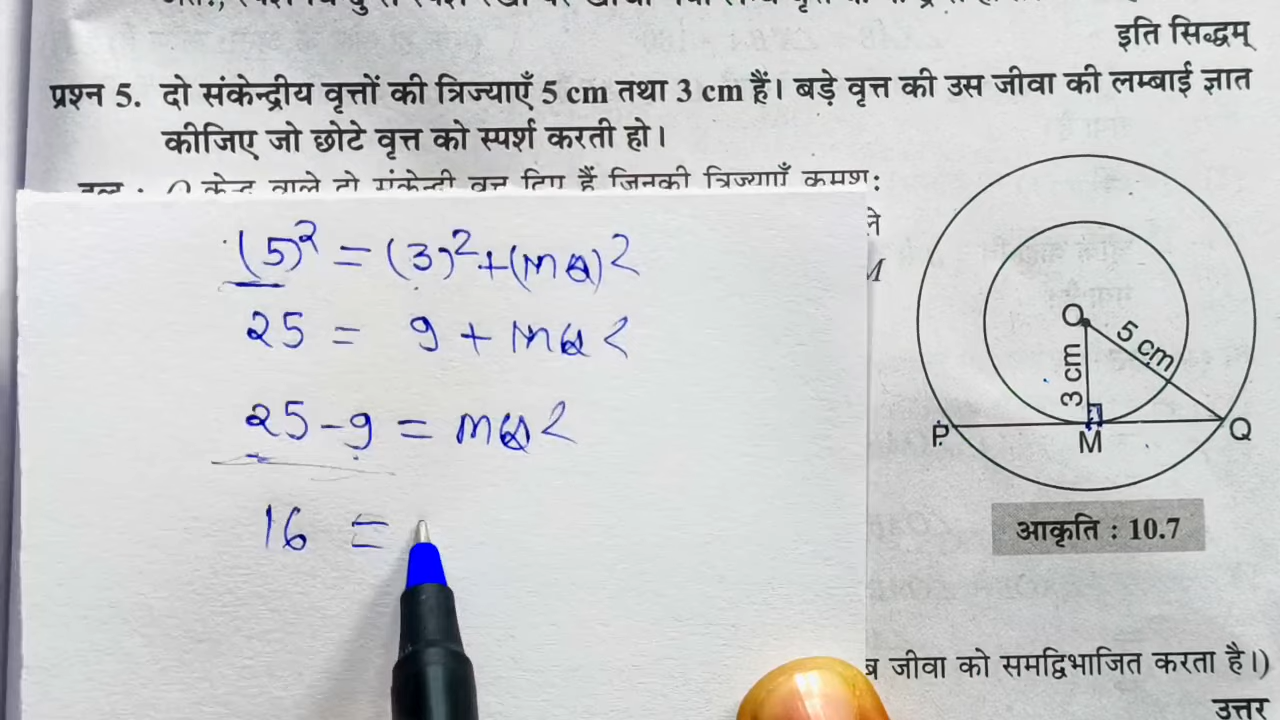 इति सिद्धम्
प्रश्न 5. दो संकेन्द्रीय वृत्तों की त्रिज्याएँ 5 cm तथा 3 cm हैं। बड़े वृत्त की उस जीवा की लम्बाई ज्ञात
कीजिए जो छोटे वृत्त को स्पर्श करती हो।
केन्द्र वाले दो संकेन्द्री वृत्त दिए हैं जिनकी त्रिज्याएँ क्रमश:
ले
M
(5)² = (3)² + (MQ)²
25 = 9 + MQ²
25 - 9 = MQ²
16 =
O
5 cm
3 cm
P
M
Q
आकृति : 10.7
जीवा को समद्विभाजित करता है।)
उत्तर